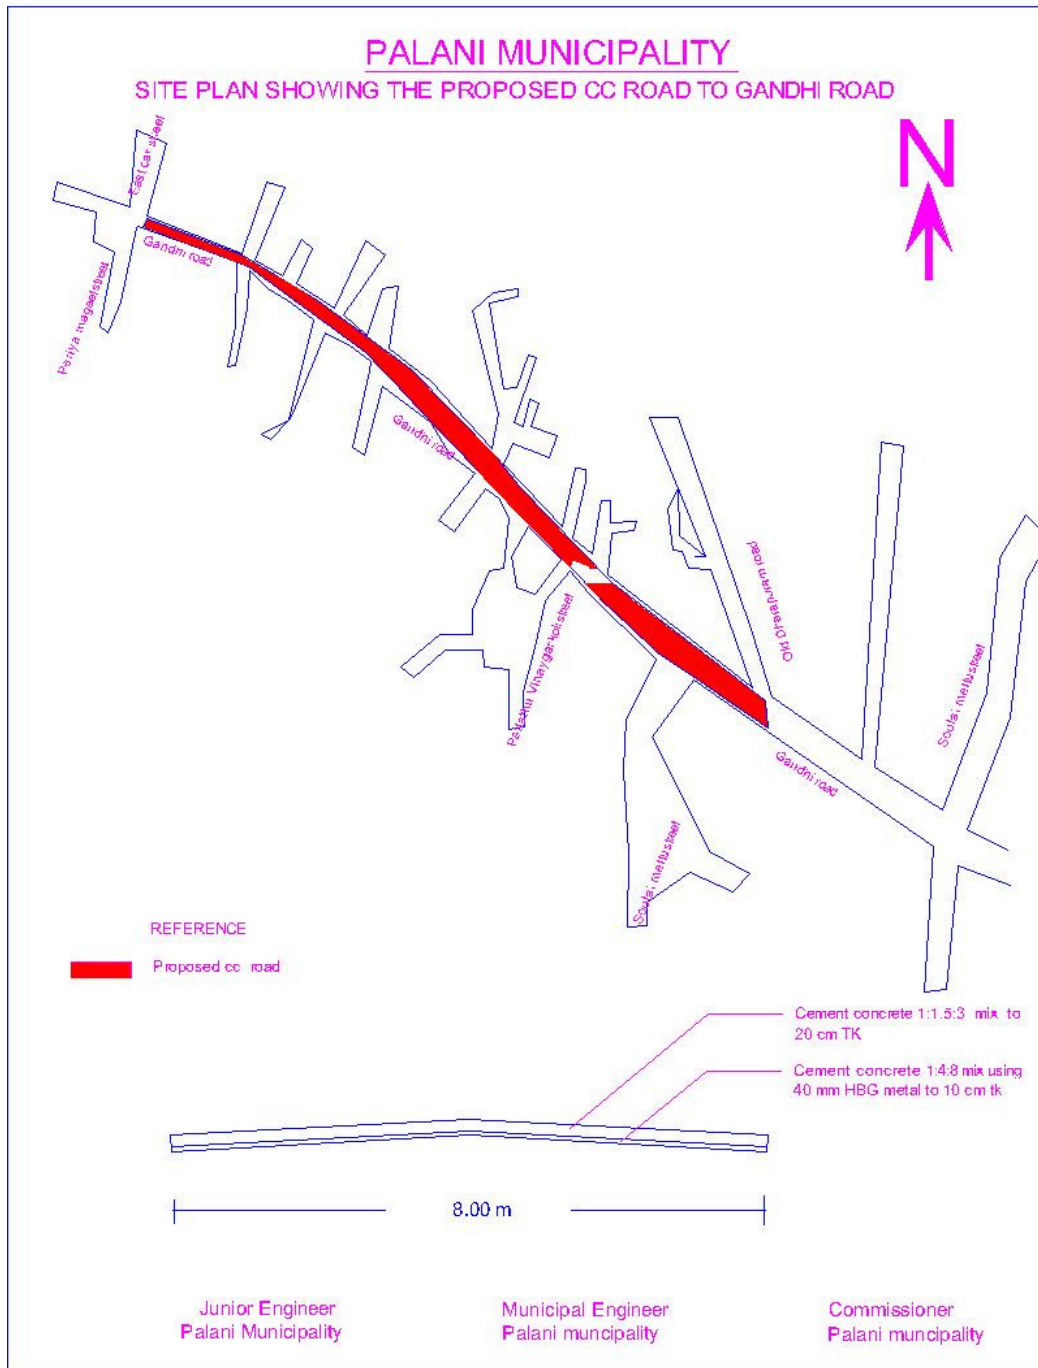 PALANI MUNICIPALITY
SITE PLAN SHOWING THE PROPOSED CC ROAD TO GANDHI ROAD
N
East car street
Gandhi road
Gandhi road
Old Dharapuram road
street
Soulai mettustreet
Gandhi road
Soulai mettustreet
REFERENCE
Proposed cc road
Cement concrete 1:1.5:3 mix to
20 cm TK
Cement concrete 1:4:8 mix using
40 mm HBG metal to 10 cm tk
8.00 m
Junior Engineer
Palani Municipality
Municipal Engineer
Palani muncipality
Commissioner
Palani muncipality